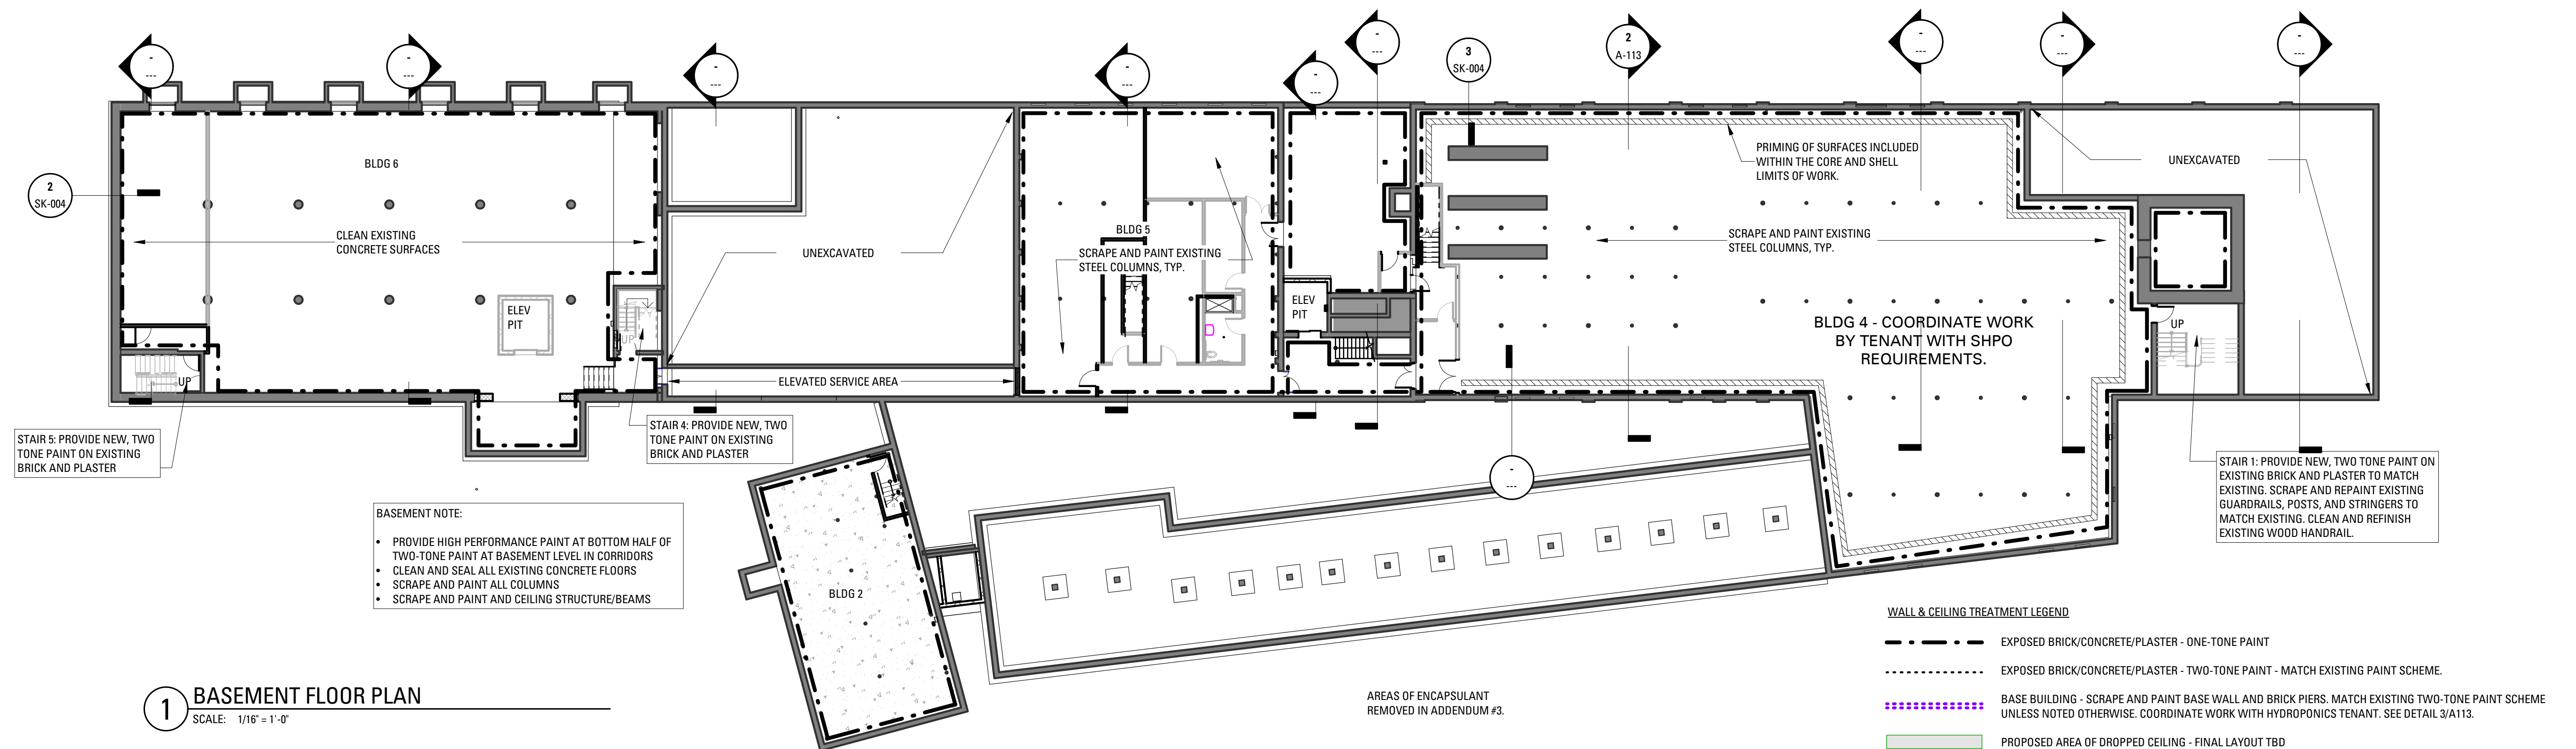 -
---
-
---
-
---
-
---
-
---
-
---
3
SK-004
2
A-113
-
---
-
---
-
---
2
SK-004
BLDG 6
CLEAN EXISTING
CONCRETE SURFACES
ELEV
PIT
UP
UP
UNEXCAVATED
ELEVATED SERVICE AREA
BLDG 5
SCRAPE AND PAINT EXISTING
STEEL COLUMNS, TYP.
ELEV
PIT
PRIMING OF SURFACES INCLUDED
WITHIN THE CORE AND SHELL
LIMITS OF WORK.
SCRAPE AND PAINT EXISTING
STEEL COLUMNS, TYP.
BLDG 4 - COORDINATE WORK
BY TENANT WITH SHPO
REQUIREMENTS.
UNEXCAVATED
UP
STAIR 5: PROVIDE NEW, TWO
TONE PAINT ON EXISTING
BRICK AND PLASTER
STAIR 4: PROVIDE NEW, TWO
TONE PAINT ON EXISTING
BRICK AND PLASTER
-
---
STAIR 1: PROVIDE NEW, TWO TONE PAINT ON
EXISTING BRICK AND PLASTER TO MATCH
EXISTING. SCRAPE AND REPAINT EXISTING
GUARDRAILS, POSTS, AND STRINGERS TO
MATCH EXISTING. CLEAN AND REFINISH
EXISTING WOOD HANDRAIL.
BASEMENT NOTE:
• PROVIDE HIGH PERFORMANCE PAINT AT BOTTOM HALF OF
TWO-TONE PAINT AT BASEMENT LEVEL IN CORRIDORS
• CLEAN AND SEAL ALL EXISTING CONCRETE FLOORS
• SCRAPE AND PAINT ALL COLUMNS
• SCRAPE AND PAINT AND CEILING STRUCTURE/BEAMS
BLDG 2
1
BASEMENT FLOOR PLAN
SCALE: 1/16" = 1'-0"
AREAS OF ENCAPSULANT
REMOVED IN ADDENDUM #3.
WALL & CEILING TREATMENT LEGEND
EXPOSED BRICK/CONCRETE/PLASTER - ONE-TONE PAINT
EXPOSED BRICK/CONCRETE/PLASTER - TWO-TONE PAINT - MATCH EXISTING PAINT SCHEME.
BASE BUILDING - SCRAPE AND PAINT BASE WALL AND BRICK PIERS. MATCH EXISTING TWO-TONE PAINT SCHEME
UNLESS NOTED OTHERWISE. COORDINATE WORK WITH HYDROPONICS TENANT. SEE DETAIL 3/A113.
PROPOSED AREA OF DROPPED CEILING - FINAL LAYOUT TBD